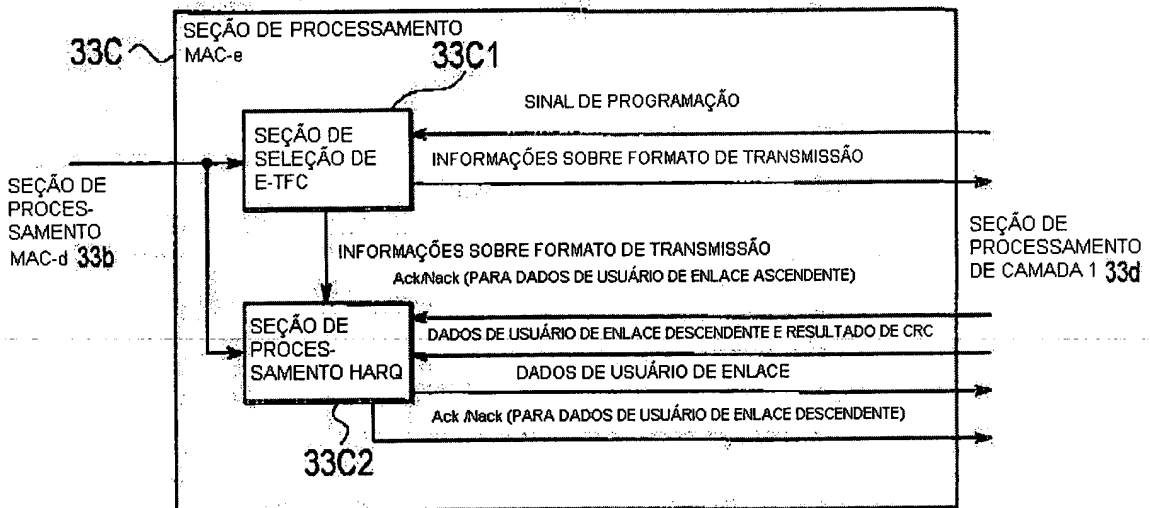 SEÇÃO DE PROCESSAMENTO
MAC-e
33C
33C1
SINAL DE PROGRAMAÇÃO
SEÇÃO DE
SELEÇÃO DE
E-TFC
INFORMAÇÕES SOBRE FORMATO DE TRANSMISSÃO
SEÇÃO DE
PROCES-
SAMENTO
MAC-d 33b
INFORMAÇÕES SOBRE FORMATO DE TRANSMISSÃO
Ack/Nack (PARA DADOS DE USUÁRIO DE ENLACE ASCENDENTE)
SEÇÃO DE
PROCESSAMENTO
DE CAMADA 1 33d
SEÇÃO DE
PROCES-
SAMENTO HARQ
DADOS DE USUÁRIO DE ENLACE DESCENDENTE E RESULTADO DE CRC
DADOS DE USUÁRIO DE ENLACE
Ack /Nack (PARA DADOS DE USUÁRIO DE ENLACE DESCENDENTE)
33C2